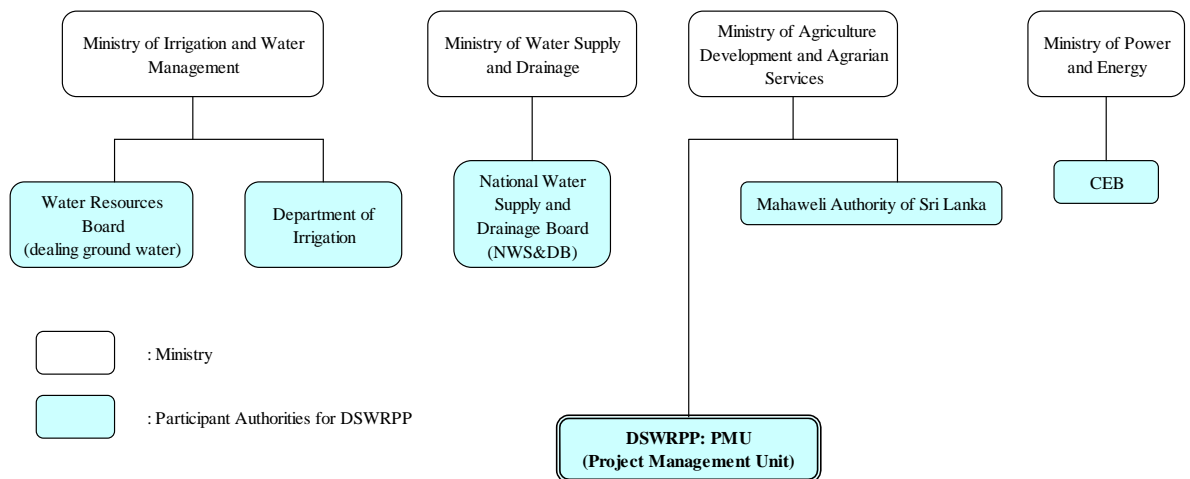 Ministry of Irrigation and Water
Management
Ministry of Water Supply
and Drainage
Ministry of Agriculture
Development and Agrarian
Services
Ministry of Power
and Energy
Water Resources
Board
(dealing ground water)
Department of
Irrigation
National Water
Supply and
Drainage Board
(NWS&DB)
Mahaweli Authority of Sri Lanka
CEB
: Ministry
: Participant Authorities for DSWRPP
DSWRPP: PMU
(Project Management Unit)